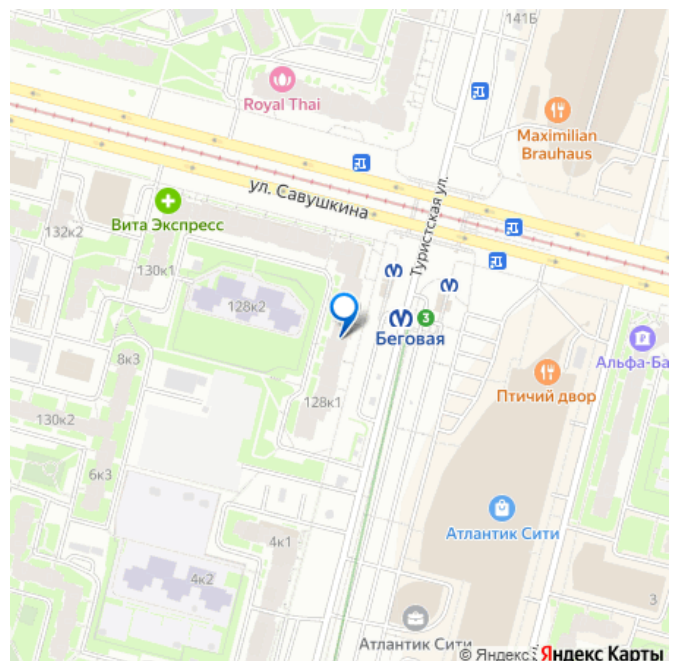 141Б
Royal Thai
Maximilian
Brauhaus
ул. Савушкина
Туристская ул.
Вита Экспресс
132к2
130к1
128к2
3
Беговая
Альфа-Ба
8к3
Птичий двор
128к1
130к2
6к3
Атлантик Сити
4к1
4к2
3
Атлантик Сити
© Яндекс
Яндекс Карты